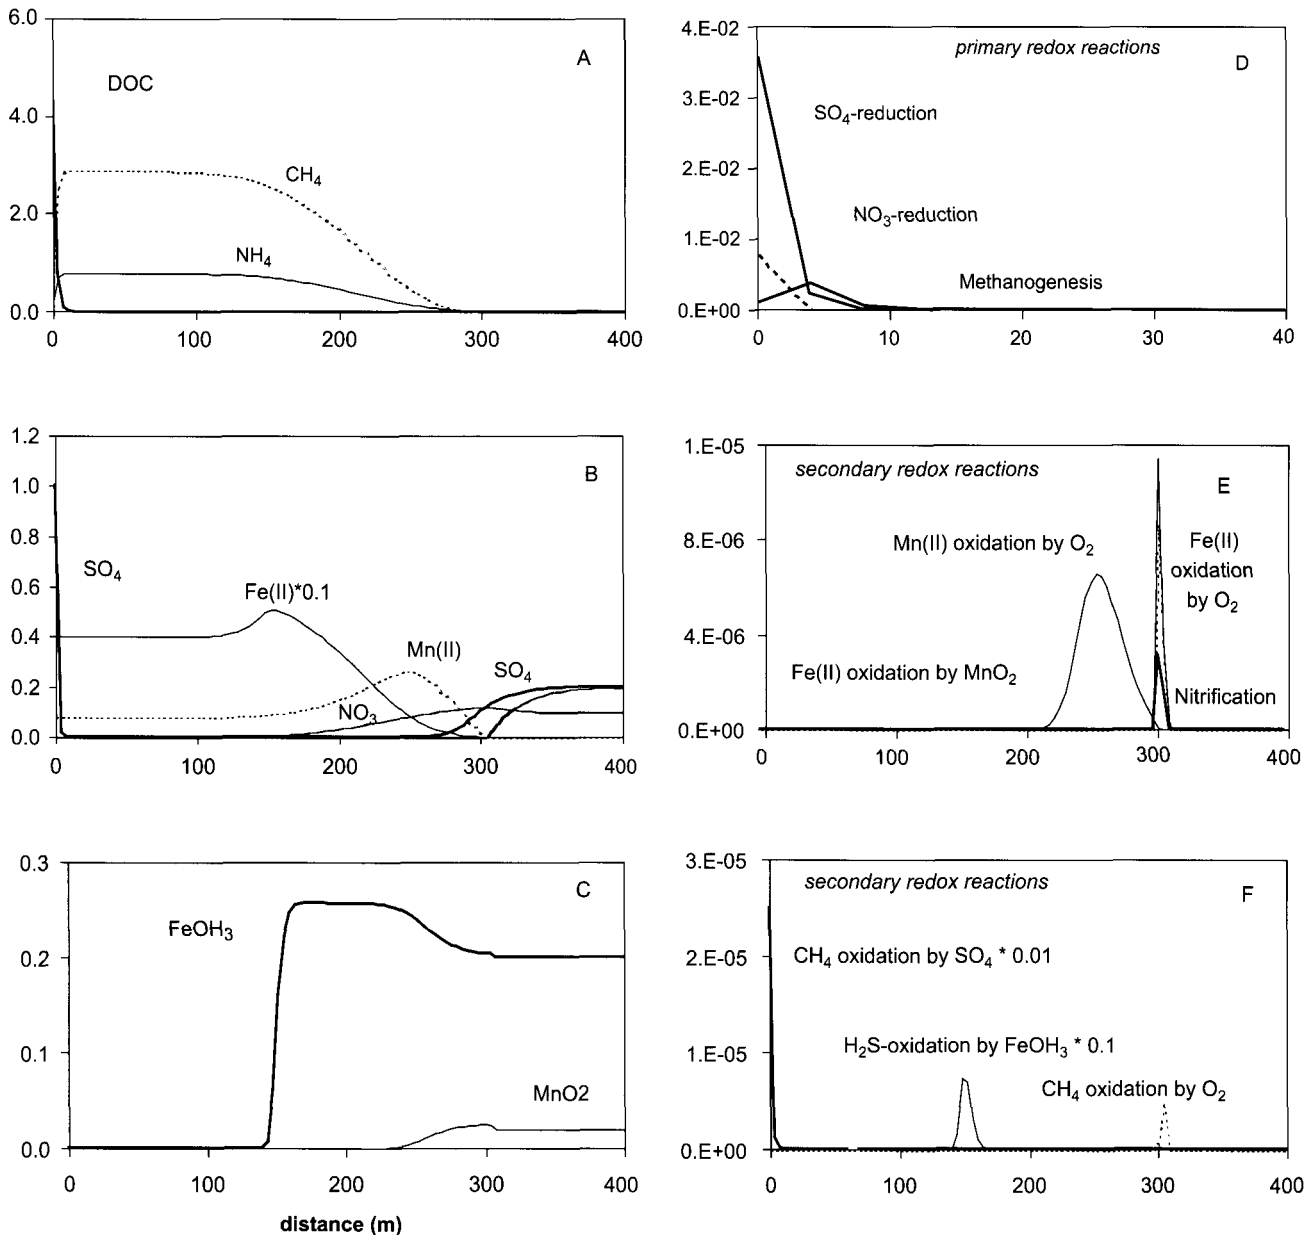 6.0
4.0
2.0
0.0
0
100
200
300
400
A
DOC
CH4
NH4
4.E-02
3.E-02
2.E-02
1.E-02
0.E+00
0
10
20
30
40
primary redox reactions
D
SO4-reduction
NO3-reduction
Methanogenesis
1.2
1.0
0.8
0.6
0.4
0.2
0.0
0
100
200
300
400
B
SO4
Fe(II)*0.1
Mn(II)
SO4
NO3
1.E-05
8.E-06
4.E-06
0.E+00
0
100
200
300
400
secondary redox reactions
E
Mn(II) oxidation by O2
Fe(II)
oxidation
by O2
Fe(II) oxidation by MnO2
Nitrification
0.3
0.2
0.1
0.0
0
100
200
300
400
C
FeOH3
MnO2
distance (m)
3.E-05
2.E-05
1.E-05
0.E+00
0
100
200
300
400
secondary redox reactions
F
CH4 oxidation by SO4 * 0.01
H2S-oxidation by FeOH3 * 0.1
CH4 oxidation by O2